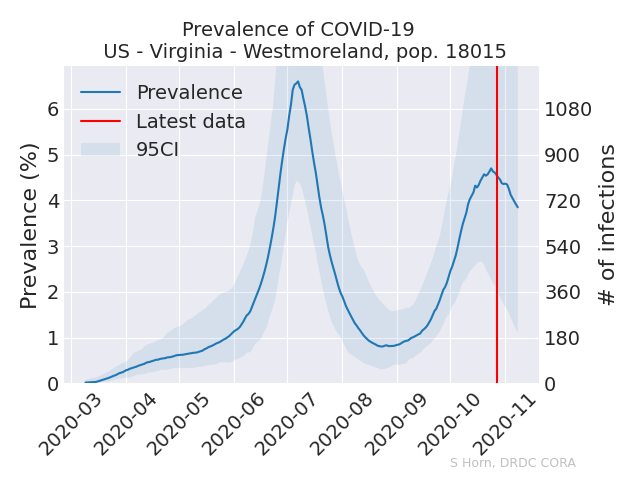 Prevalence of COVID-19
US - Virginia - Westmoreland, pop. 18015
Prevalence
Latest data
95CI
Prevalence (%)
6
5
4
3
2
1
0
1080
900
720
540
360
180
0
# of infections
2020-03
2020-04
2020-05
2020-06
2020-07
2020-08
2020-09
2020-10
2020-11
S Horn, DRDC CORA